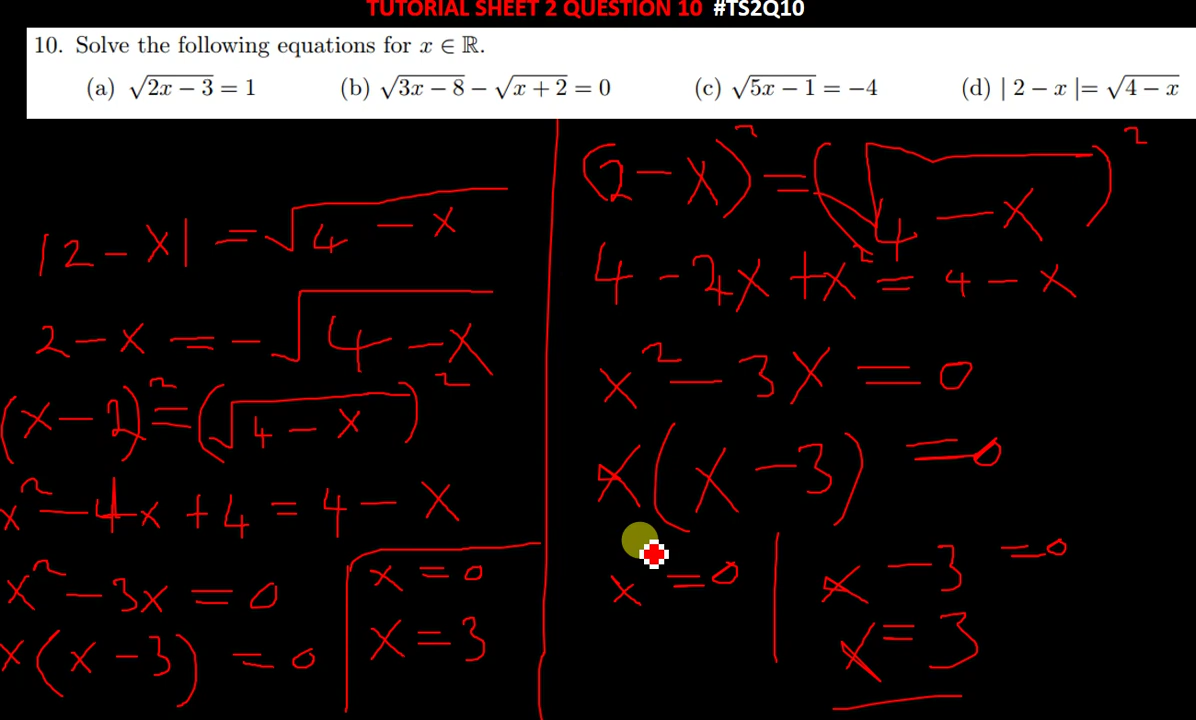 TUTORIAL SHEET 2 QUESTION 10 #TS2Q10
10. Solve the following equations for x ∈ ℝ.
(a) √(2x − 3) = 1 (b) √(3x − 8) − √(x + 2) = 0 (c) √(5x − 1) = −4 (d) | 2 − x |= √(4 − x)
|2 − x| = √(4 − x)
2 − x = −√(4 − x)
(x − 2)² = (√(4 − x))²
x² − 4x + 4 = 4 − x
x² − 3x = 0
x(x − 3) = 0
x = 0
x = 3
(2 − x)² = (√(4 − x))²
4 − 4x + x² = 4 − x
x² − 3x = 0
x(x − 3) = 0
x = 0 | x − 3 = 0
x = 3